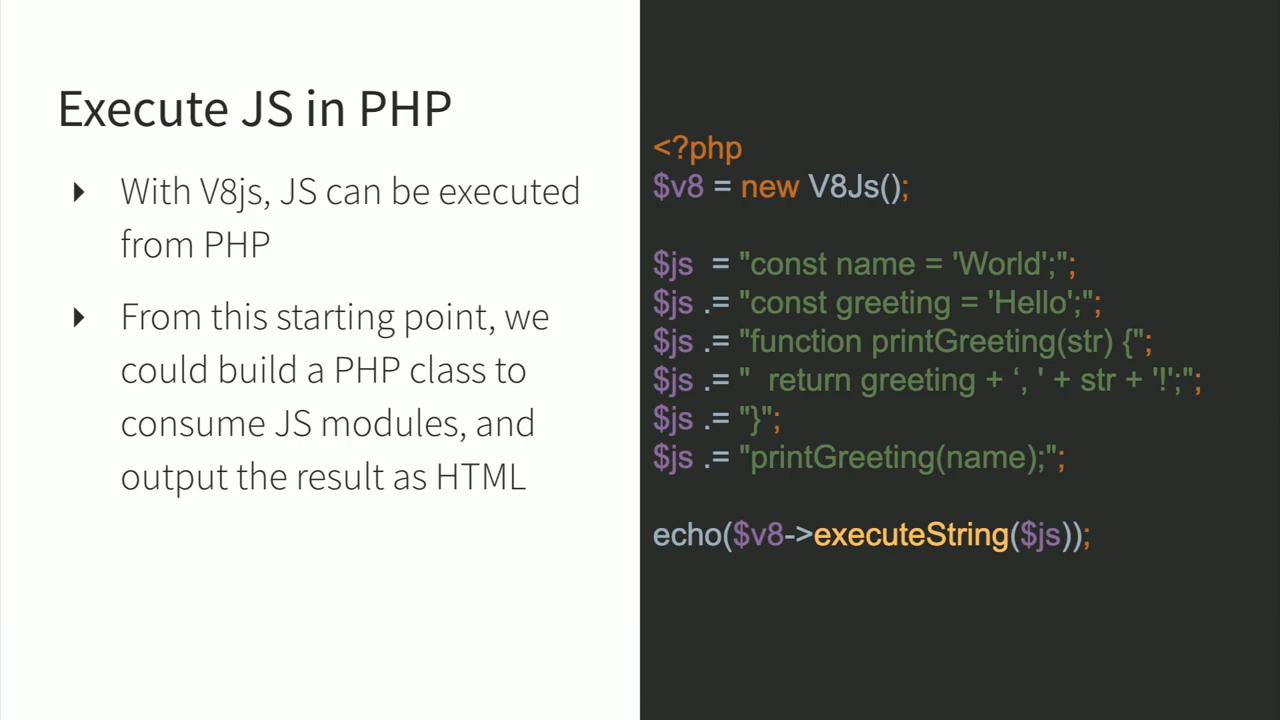 Execute JS in PHP
With V8js, JS can be executed
from PHP
From this starting point, we
could build a PHP class to
consume JS modules, and
output the result as HTML
<?php
$v8 = new V8Js();
$js  = "const name = 'World';";
$js .= "const greeting = 'Hello';";
$js .= "function printGreeting(str) {";
$js .= "  return greeting + ‘, ' + str + '!';";
$js .= "}";
$js .= "printGreeting(name);";
echo($v8->executeString($js));